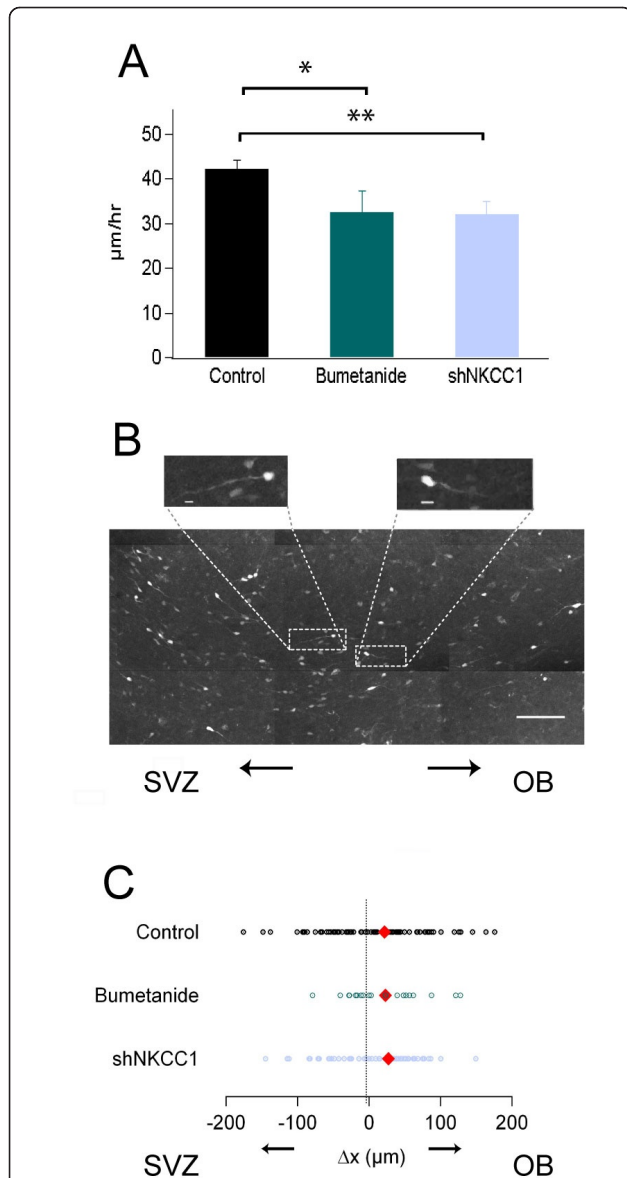 A
*
**
50
40
30
20
10
0
µm/hr
Control Bumetanide shNKCC1
B
SVZ OB
C
Control
Bumetanide
shNKCC1
-200 -100 0 100 200
Δx (µm)
SVZ OB